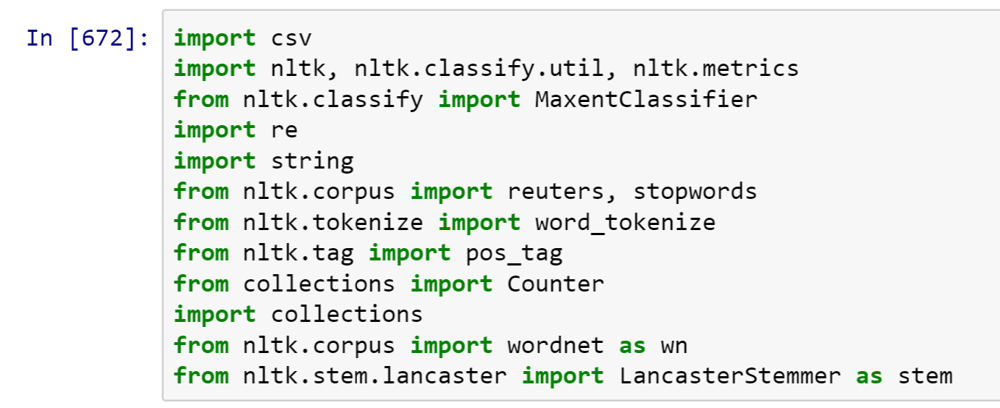 In [672]: import csv
import nltk, nltk.classify.util, nltk.metrics
from nltk.classify import MaxentClassifier
import re
import string
from nltk.corpus import reuters, stopwords
from nltk.tokenize import word_tokenize
from nltk.tag import pos_tag
from collections import Counter
import collections
from nltk.corpus import wordnet as wn
from nltk.stem.lancaster import LancasterStemmer as stem